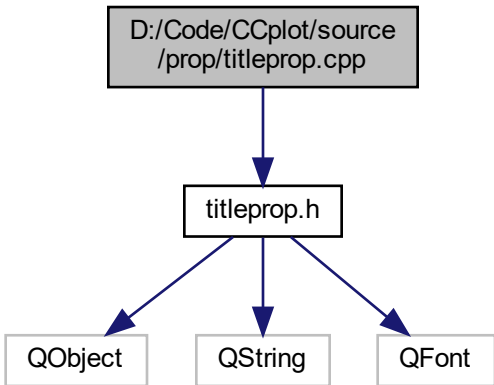 D:/Code/CCplot/source
/prop/titleprop.cpp
titleprop.h
QObject
QString
QFont